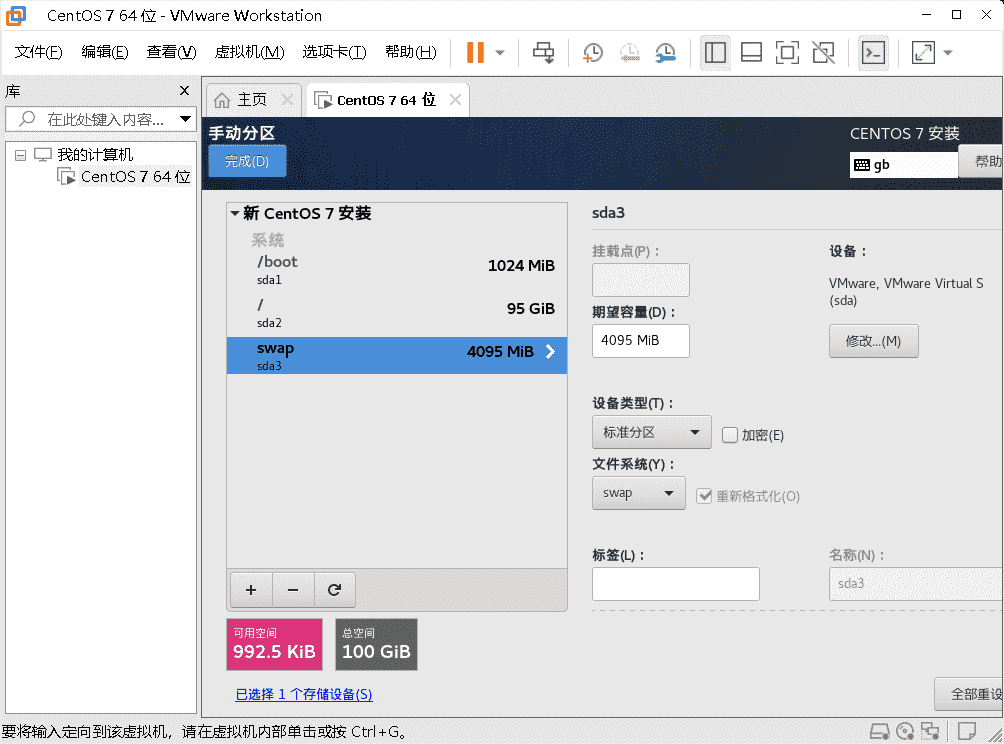 CentOS 7 64 位 - VMware Workstation
文件(F) 编辑(E) 查看(V) 虚拟机(M) 选项卡(T) 帮助(H)
库
在此处键入内容...
我的计算机
CentOS 7 64 位
主页
CentOS 7 64 位
手动分区
CENTOS 7 安装
完成(D)
gb
帮助
新 CentOS 7 安装
系统
/boot
1024 MiB
sda1
/
95 GiB
sda2
swap
4095 MiB
sda3
可用空间
992.5 KiB
总空间
100 GiB
已选择 1 个存储设备(S)
sda3
挂载点(P)：
设备：
VMware, VMware Virtual S
(sda)
期望容量(D)：
4095 MiB
修改...(M)
设备类型(T)：
标准分区
加密(E)
文件系统(Y)：
swap
重新格式化(O)
标签(L)：
名称(N)：
sda3
全部重设
要将输入定向到该虚拟机，请在虚拟机内部单击或按 Ctrl+G。